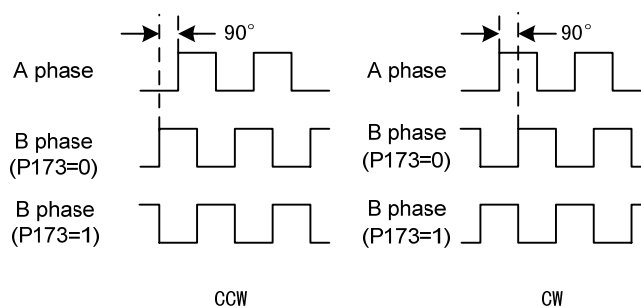 90°
90°
A phase
A phase
B phase
(P173=0)
B phase
(P173=0)
B phase
(P173=1)
B phase
(P173=1)
CCW
CW